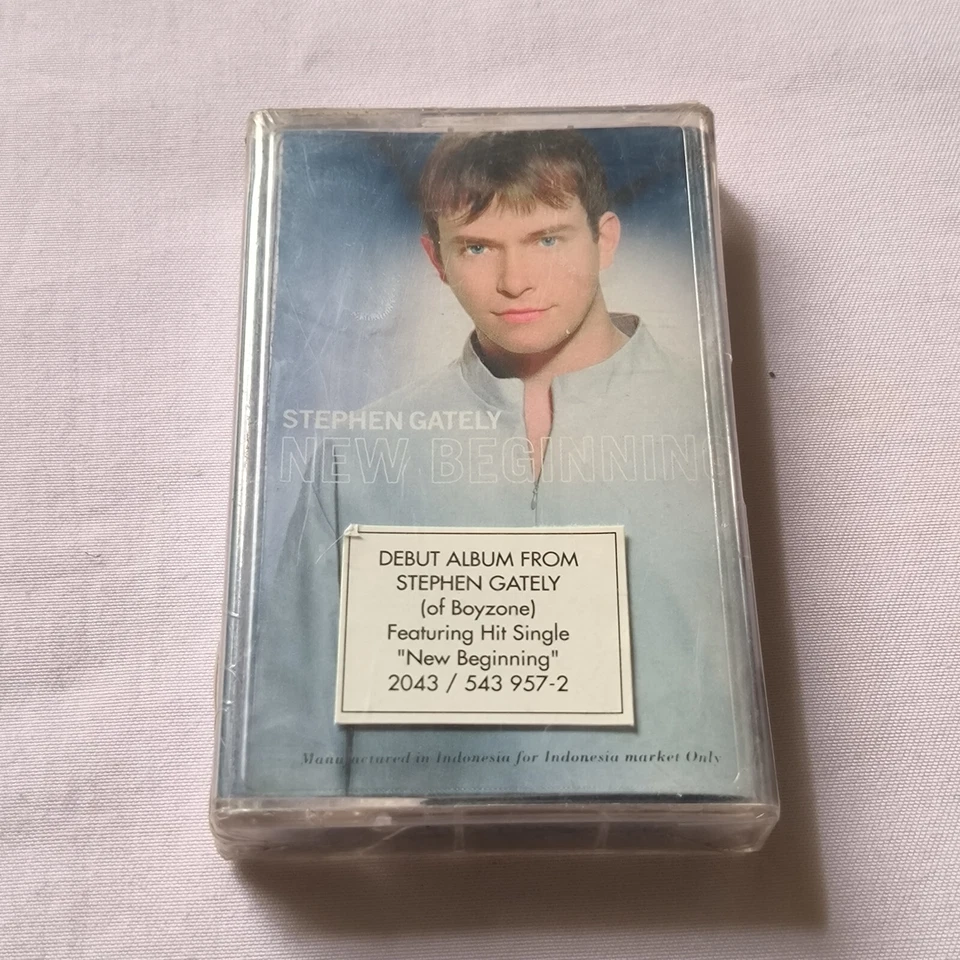 STEPHEN GATELY
NEW BEGINNING
DEBUT ALBUM FROM
STEPHEN GATELY
(of Boyzone)
Featuring Hit Single
"New Beginning"
2043 / 543 957-2
Manufactured in Indonesia for Indonesia market Only